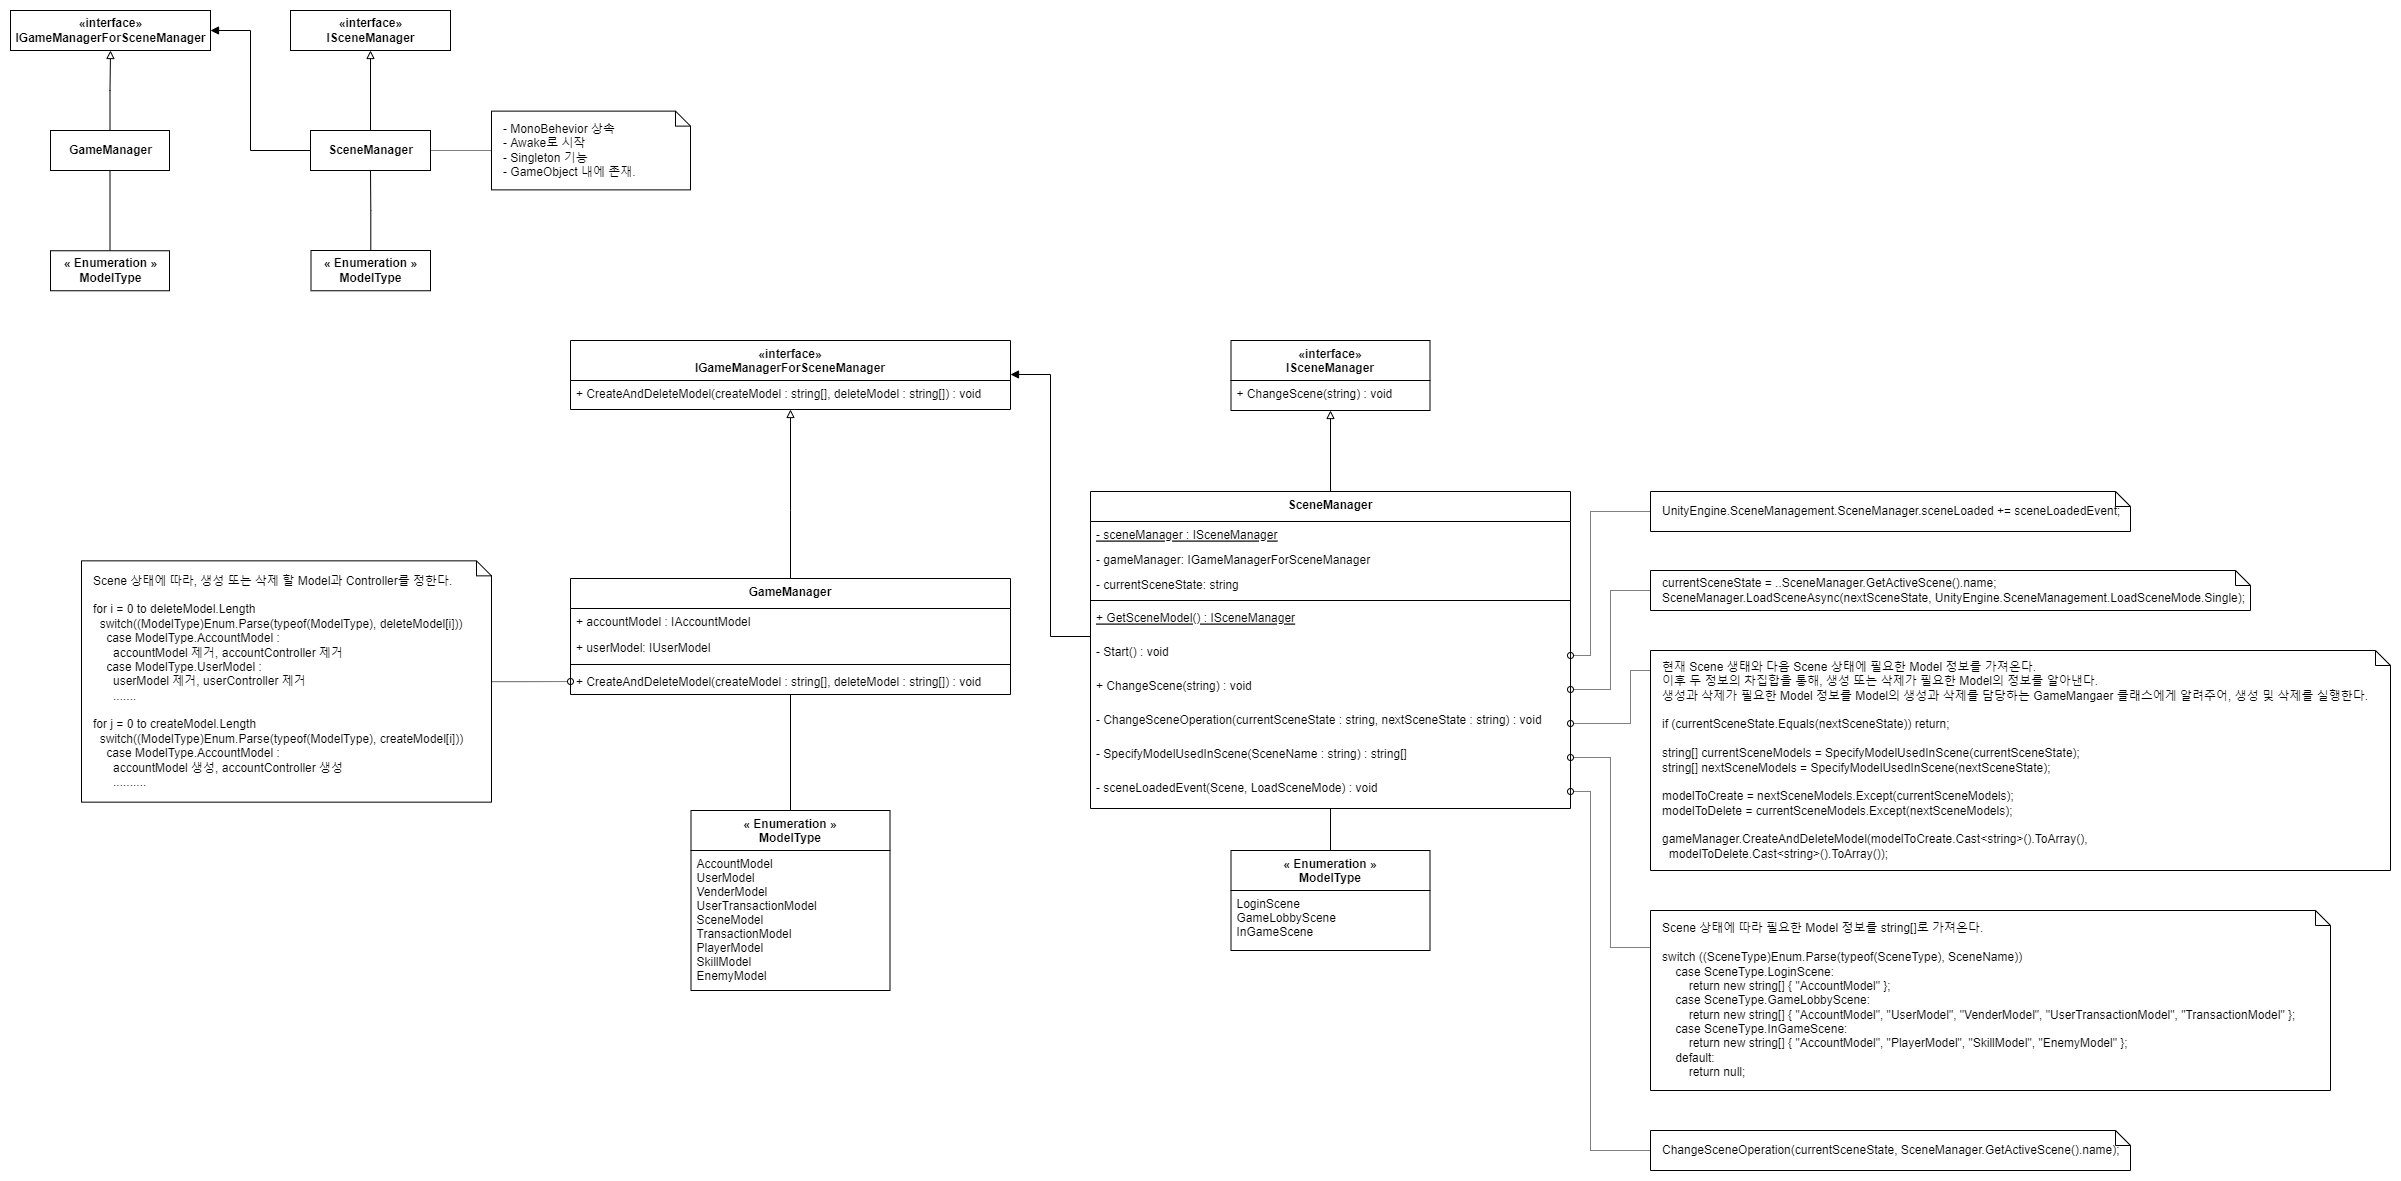 «interface»
IGameManagerForSceneManager
«interface»
ISceneManager
GameManager
SceneManager
- MonoBehevior 상속
- Awake로 시작
- Singleton 기능
- GameObject 내에 존재.
« Enumeration »
ModelType
« Enumeration »
ModelType
«interface»
IGameManagerForSceneManager
+ CreateAndDeleteModel(createModel : string[], deleteModel : string[]) : void
«interface»
ISceneManager
+ ChangeScene(string) : void
Scene 상태에 따라, 생성 또는 삭제 할 Model과 Controller를 정한다.
for i = 0 to deleteModel.Length
switch((ModelType)Enum.Parse(typeof(ModelType), deleteModel[i]))
case ModelType.AccountModel :
accountModel 제거, accountController 제거
case ModelType.UserModel :
userModel 제거, userController 제거
.......
for j = 0 to createModel.Length
switch((ModelType)Enum.Parse(typeof(ModelType), createModel[i]))
case ModelType.AccountModel :
accountModel 생성, accountController 생성
..........
GameManager
+ accountModel : IAccountModel
+ userModel: IUserModel
+ CreateAndDeleteModel(createModel : string[], deleteModel : string[]) : void
« Enumeration »
ModelType
AccountModel
UserModel
VenderModel
UserTransactionModel
SceneModel
TransactionModel
PlayerModel
SkillModel
EnemyModel
SceneManager
- sceneManager : ISceneManager
- gameManager: IGameManagerForSceneManager
- currentSceneState: string
+ GetSceneModel() : ISceneManager
- Start() : void
+ ChangeScene(string) : void
- ChangeSceneOperation(currentSceneState : string, nextSceneState : string) : void
- SpecifyModelUsedInScene(SceneName : string) : string[]
- sceneLoadedEvent(Scene, LoadSceneMode) : void
« Enumeration »
ModelType
LoginScene
GameLobbyScene
InGameScene
UnityEngine.SceneManagement.SceneManager.sceneLoaded += sceneLoadedEvent;
currentSceneState = ..SceneManager.GetActiveScene().name;
SceneManager.LoadSceneAsync(nextSceneState, UnityEngine.SceneManagement.LoadSceneMode.Single);
현재 Scene 생태와 다음 Scene 상태에 필요한 Model 정보를 가져온다.
이후 두 정보의 차집합을 통해, 생성 또는 삭제가 필요한 Model의 정보를 알아낸다.
생성과 삭제가 필요한 Model 정보를 Model의 생성과 삭제를 담당하는 GameMangaer 클래스에게 알려주어, 생성 및 삭제를 실행한다.
if (currentSceneState.Equals(nextSceneState)) return;
string[] currentSceneModels = SpecifyModelUsedInScene(currentSceneState);
string[] nextSceneModels = SpecifyModelUsedInScene(nextSceneState);
modelToCreate = nextSceneModels.Except(currentSceneModels);
modelToDelete = currentSceneModels.Except(nextSceneModels);
gameManager.CreateAndDeleteModel(modelToCreate.Cast<string>().ToArray(),
modelToDelete.Cast<string>().ToArray());
Scene 상태에 따라 필요한 Model 정보를 string[]로 가져온다.
switch ((SceneType)Enum.Parse(typeof(SceneType), SceneName))
case SceneType.LoginScene:
return new string[] { "AccountModel" };
case SceneType.GameLobbyScene:
return new string[] { "AccountModel", "UserModel", "VenderModel", "UserTransactionModel", "TransactionModel" };
case SceneType.InGameScene:
return new string[] { "AccountModel", "PlayerModel", "SkillModel", "EnemyModel" };
default:
return null;
ChangeSceneOperation(currentSceneState, SceneManager.GetActiveScene().name);